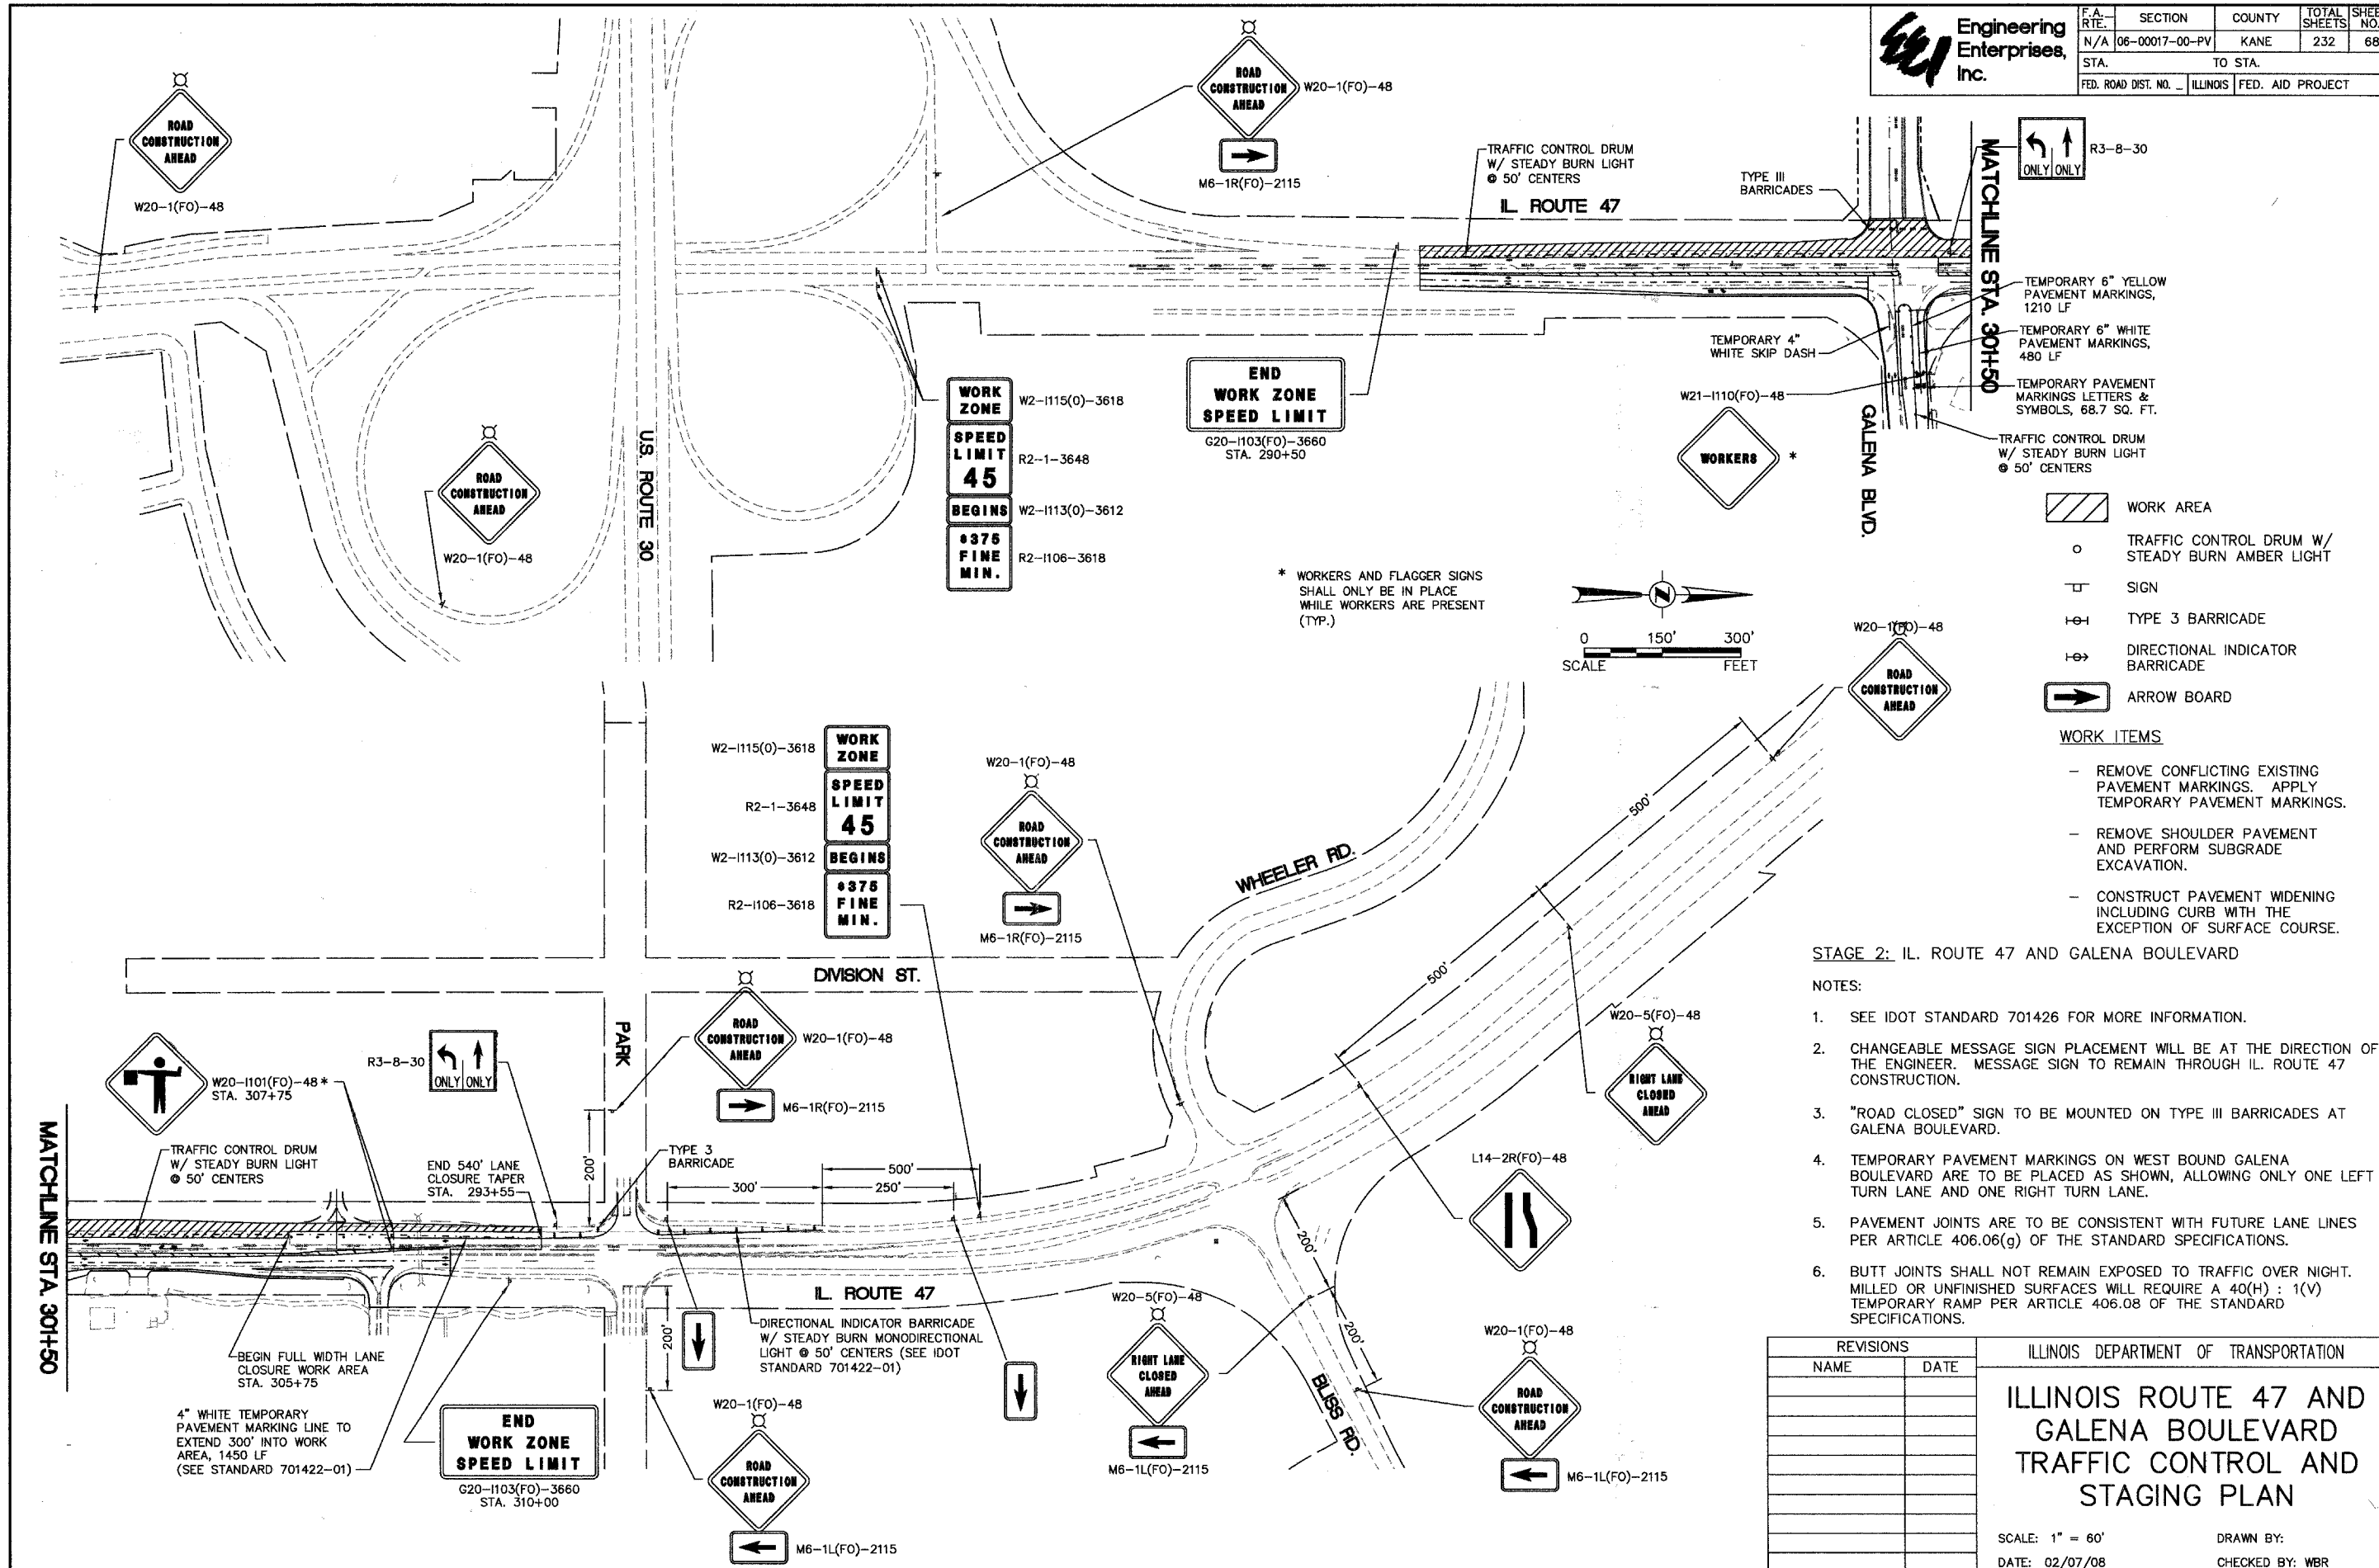 Engineering
Enterprises,
Inc.
F.A.
RTE.
SECTION
COUNTY
TOTAL
SHEETS
N/A
06-00017-00-PV
KANE
232
68
STA.
TO STA.
FED. ROAD DIST. NO. _
ILLINOIS
FED. AID PROJECT
ROAD
CONSTRUCTION
AHEAD
W20-1(FO)-48
ROAD
CONSTRUCTION
AHEAD
W20-1(FO)-48
M6-1R(FO)-2115
TRAFFIC CONTROL DRUM
W/ STEADY BURN LIGHT
@ 50' CENTERS
IL. ROUTE 47
TYPE III
BARRICADES
MATCHLINE STA. 301+50
ONLY ONLY
R3-8-30
TEMPORARY 6" YELLOW
PAVEMENT MARKINGS,
1210 LF
TEMPORARY 6" WHITE
PAVEMENT MARKINGS,
480 LF
TEMPORARY 4"
WHITE SKIP DASH
TEMPORARY PAVEMENT
MARKINGS LETTERS &
SYMBOLS, 68.7 SQ. FT.
W21-I110(FO)-48
WORKERS
*
GALENA BLVD.
TRAFFIC CONTROL DRUM
W/ STEADY BURN LIGHT
@ 50' CENTERS
U.S. ROUTE 30
ROAD
CONSTRUCTION
AHEAD
W20-1(FO)-48
WORK
ZONE
W2-I115(O)-3618
SPEED
LIMIT
45
R2-1-3648
BEGINS
W2-I113(O)-3612
$375
FINE
MIN.
R2-I106-3618
END
WORK ZONE
SPEED LIMIT
G20-I103(FO)-3660
STA. 290+50
* WORKERS AND FLAGGER SIGNS
SHALL ONLY BE IN PLACE
WHILE WORKERS ARE PRESENT
(TYP.)
N
0 150' 300'
SCALE FEET
WORK AREA
TRAFFIC CONTROL DRUM W/
STEADY BURN AMBER LIGHT
SIGN
TYPE 3 BARRICADE
DIRECTIONAL INDICATOR
BARRICADE
ARROW BOARD
W20-1(FO)-48
ROAD
CONSTRUCTION
AHEAD
WORK ITEMS
– REMOVE CONFLICTING EXISTING
PAVEMENT MARKINGS. APPLY
TEMPORARY PAVEMENT MARKINGS.
– REMOVE SHOULDER PAVEMENT
AND PERFORM SUBGRADE
EXCAVATION.
– CONSTRUCT PAVEMENT WIDENING
INCLUDING CURB WITH THE
EXCEPTION OF SURFACE COURSE.
W2-I115(O)-3618
WORK
ZONE
R2-1-3648
SPEED
LIMIT
45
W2-I113(O)-3612
BEGINS
R2-I106-3618
$375
FINE
MIN.
W20-1(FO)-48
ROAD
CONSTRUCTION
AHEAD
M6-1R(FO)-2115
WHEELER RD.
500'
500'
DIVISION ST.
PARK
ROAD
CONSTRUCTION
AHEAD
W20-1(FO)-48
M6-1R(FO)-2115
W20-5(FO)-48
RIGHT LANE
CLOSED
AHEAD
L14-2R(FO)-48
W20-I101(FO)-48*
STA. 307+75
R3-8-30
ONLY ONLY
MATCHLINE STA. 301+50
TRAFFIC CONTROL DRUM
W/ STEADY BURN LIGHT
@ 50' CENTERS
END 540' LANE
CLOSURE TAPER
STA. 293+55
200'
TYPE 3
BARRICADE
500'
300'
250'
IL. ROUTE 47
200'
DIRECTIONAL INDICATOR BARRICADE
W/ STEADY BURN MONODIRECTIONAL
LIGHT @ 50' CENTERS (SEE IDOT
STANDARD 701422-01)
BEGIN FULL WIDTH LANE
CLOSURE WORK AREA
STA. 305+75
4" WHITE TEMPORARY
PAVEMENT MARKING LINE TO
EXTEND 300' INTO WORK
AREA, 1450 LF
(SEE STANDARD 701422-01)
END
WORK ZONE
SPEED LIMIT
G20-I103(FO)-3660
STA. 310+00
W20-1(FO)-48
ROAD
CONSTRUCTION
AHEAD
M6-1L(FO)-2115
200'
200'
BLISS RD.
W20-5(FO)-48
RIGHT LANE
CLOSED
AHEAD
M6-1L(FO)-2115
W20-1(FO)-48
ROAD
CONSTRUCTION
AHEAD
M6-1L(FO)-2115
STAGE 2: IL. ROUTE 47 AND GALENA BOULEVARD
NOTES:
1. SEE IDOT STANDARD 701426 FOR MORE INFORMATION.
2. CHANGEABLE MESSAGE SIGN PLACEMENT WILL BE AT THE DIRECTION OF
THE ENGINEER. MESSAGE SIGN TO REMAIN THROUGH IL. ROUTE 47
CONSTRUCTION.
3. "ROAD CLOSED" SIGN TO BE MOUNTED ON TYPE III BARRICADES AT
GALENA BOULEVARD.
4. TEMPORARY PAVEMENT MARKINGS ON WEST BOUND GALENA
BOULEVARD ARE TO BE PLACED AS SHOWN, ALLOWING ONLY ONE LEFT
TURN LANE AND ONE RIGHT TURN LANE.
5. PAVEMENT JOINTS ARE TO BE CONSISTENT WITH FUTURE LANE LINES
PER ARTICLE 406.06(g) OF THE STANDARD SPECIFICATIONS.
6. BUTT JOINTS SHALL NOT REMAIN EXPOSED TO TRAFFIC OVER NIGHT.
MILLED OR UNFINISHED SURFACES WILL REQUIRE A 40(H) : 1(V)
TEMPORARY RAMP PER ARTICLE 406.08 OF THE STANDARD
SPECIFICATIONS.
REVISIONS
NAME DATE
ILLINOIS DEPARTMENT OF TRANSPORTATION
ILLINOIS ROUTE 47 AND
GALENA BOULEVARD
TRAFFIC CONTROL AND
STAGING PLAN
SCALE: 1" = 60' DRAWN BY:
DATE: 02/07/08 CHECKED BY: WBR